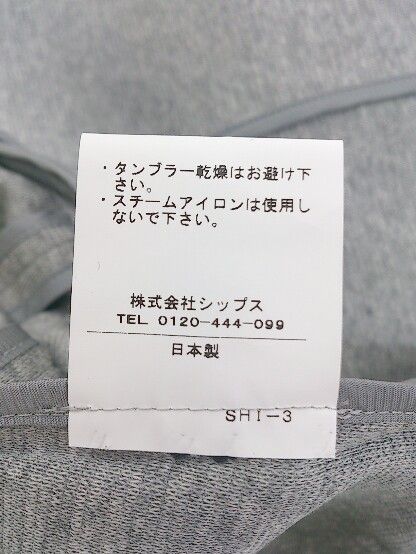 ・タンブラー乾燥はお避け下
さい。
・スチームアイロンは使用し
ないで下さい。
株式会社シップス
TEL 0120-444-099
日本製
SHI-3